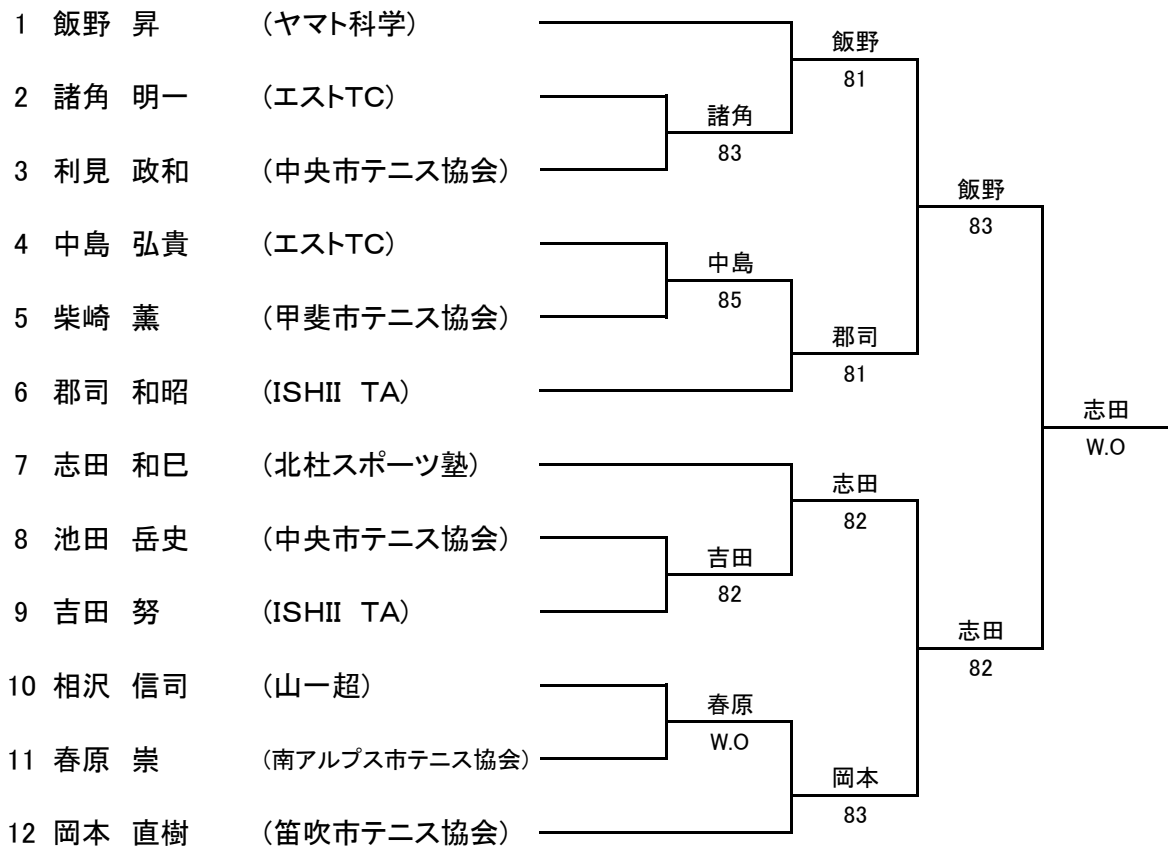 1 飯野 昇 (ヤマト科学)
飯野
81
2 諸角 明一 (エストTC)
諸角
83
3 利見 政和 (中央市テニス協会)
飯野
83
4 中島 弘貴 (エストTC)
中島
85
5 柴崎 薫 (甲斐市テニス協会)
郡司
81
6 郡司 和昭 (ISHII TA)
志田
W.O
7 志田 和巳 (北杜スポーツ塾)
志田
82
8 池田 岳史 (中央市テニス協会)
吉田
82
9 吉田 努 (ISHII TA)
志田
82
10 相沢 信司 (山一超)
春原
W.O
11 春原 崇 (南アルプス市テニス協会)
岡本
83
12 岡本 直樹 (笛吹市テニス協会)